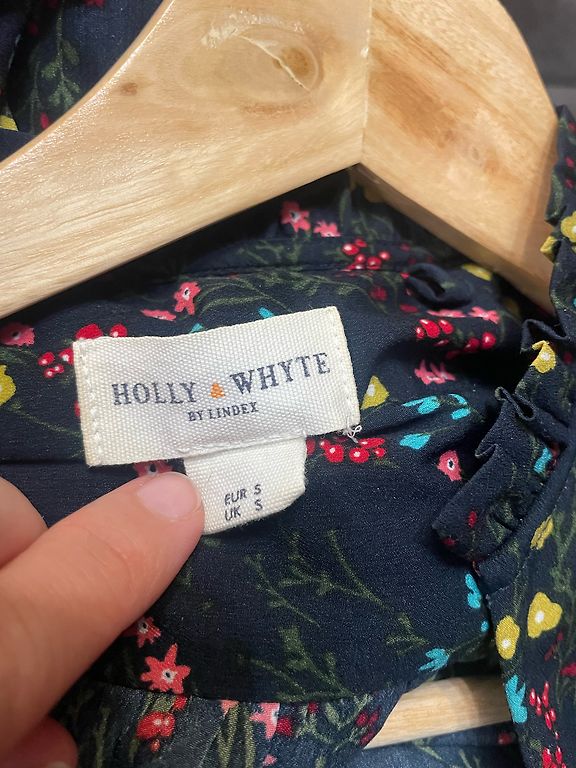 HOLLY & WHYTE
BY LINDEX
EUR S
UK S